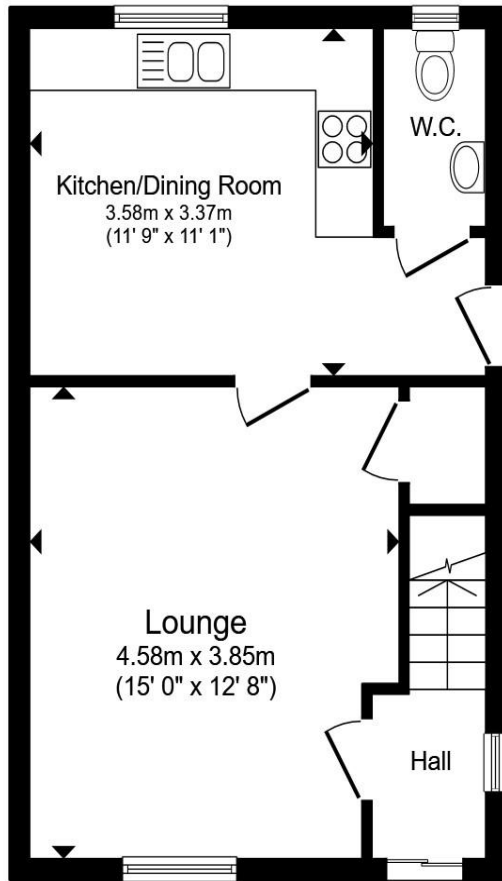 W.C.
Kitchen/Dining Room
3.58m x 3.37m
(11' 9" x 11' 1")
Lounge
4.58m x 3.85m
(15' 0" x 12' 8")
Hall